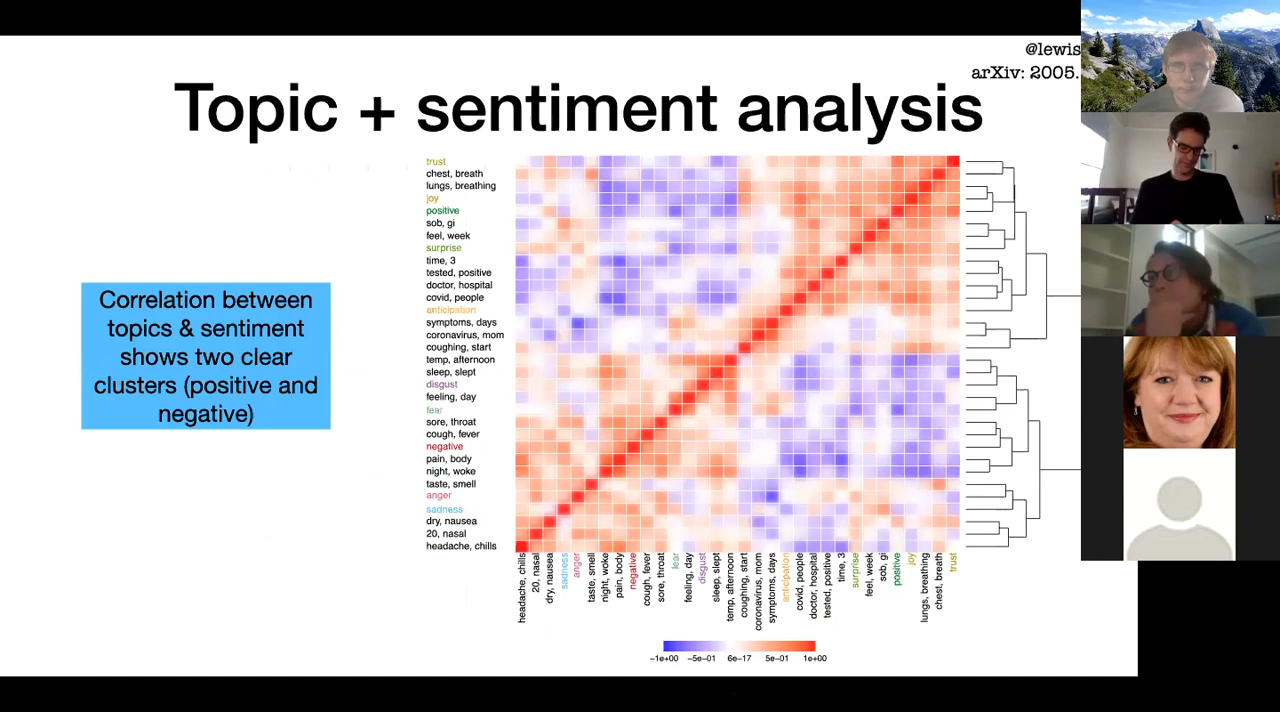 @lewis
arXiv: 2005.
Topic + sentiment analysis
Correlation between
topics & sentiment
shows two clear
clusters (positive and
negative)
trust
chest, breath
lungs, breathing
joy
positive
sob, gi
feel, week
surprise
time, 3
tested, positive
doctor, hospital
covid, people
anticipation
symptoms, days
coronavirus, mom
coughing, start
temp, afternoon
sleep, slept
disgust
feeling, day
fear
sore, throat
cough, fever
negative
pain, body
night, woke
taste, smell
anger
sadness
dry, nausea
20, nasal
headache, chills
headache, chills
20, nasal
dry, nausea
sadness
anger
taste, smell
night, woke
pain, body
negative
cough, fever
sore, throat
fear
feeling, day
disgust
sleep, slept
temp, afternoon
coughing, start
coronavirus, mom
symptoms, days
anticipation
covid, people
doctor, hospital
tested, positive
time, 3
surprise
feel, week
sob, gi
positive
joy
lungs, breathing
chest, breath
trust
−1e+00 −5e−01 6e−17 5e−01 1e+00